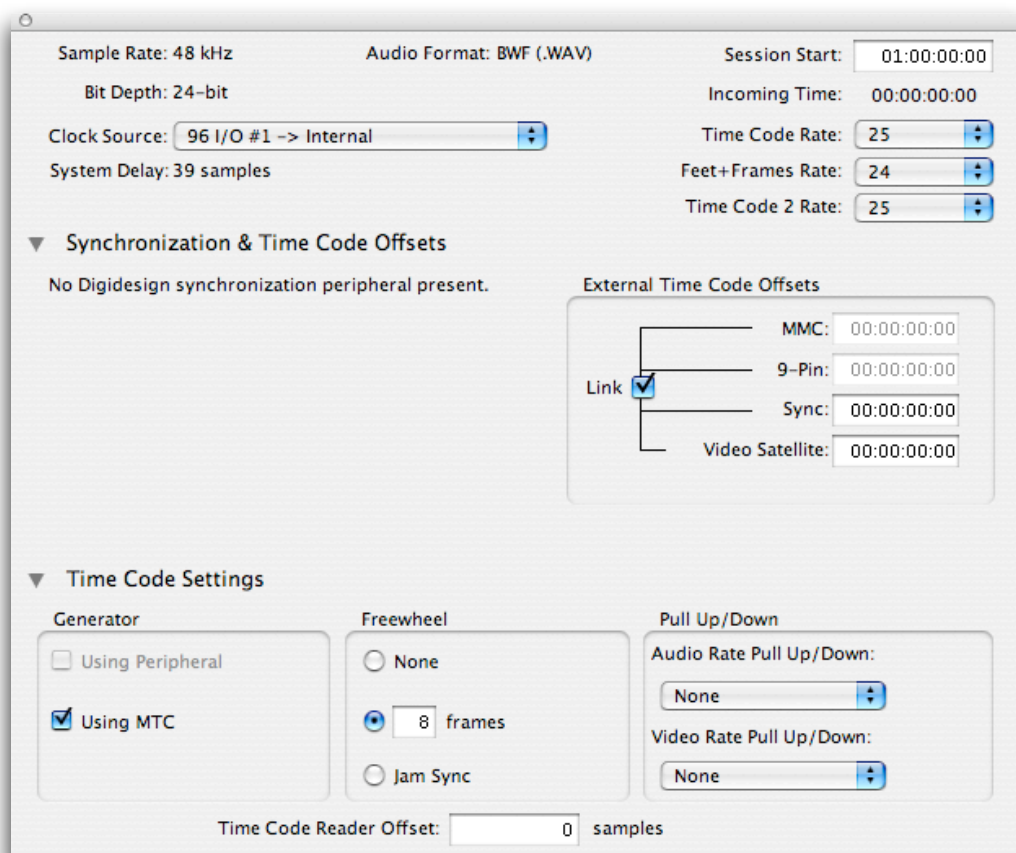 Sample Rate: 48 kHz
Audio Format: BWF (.WAV)
Session Start: 01:00:00:00
Bit Depth: 24-bit
Incoming Time: 00:00:00:00
Clock Source: 96 I/O #1 -> Internal
Time Code Rate: 25
System Delay: 39 samples
Feet+Frames Rate: 24
Time Code 2 Rate: 25
Synchronization & Time Code Offsets
No Digidesign synchronization peripheral present.
External Time Code Offsets
Link
MMC: 00:00:00:00
9-Pin: 00:00:00:00
Sync: 00:00:00:00
Video Satellite: 00:00:00:00
Time Code Settings
Generator
Using Peripheral
Using MTC
Freewheel
None
8 frames
Jam Sync
Pull Up/Down
Audio Rate Pull Up/Down:
None
Video Rate Pull Up/Down:
None
Time Code Reader Offset: 0 samples